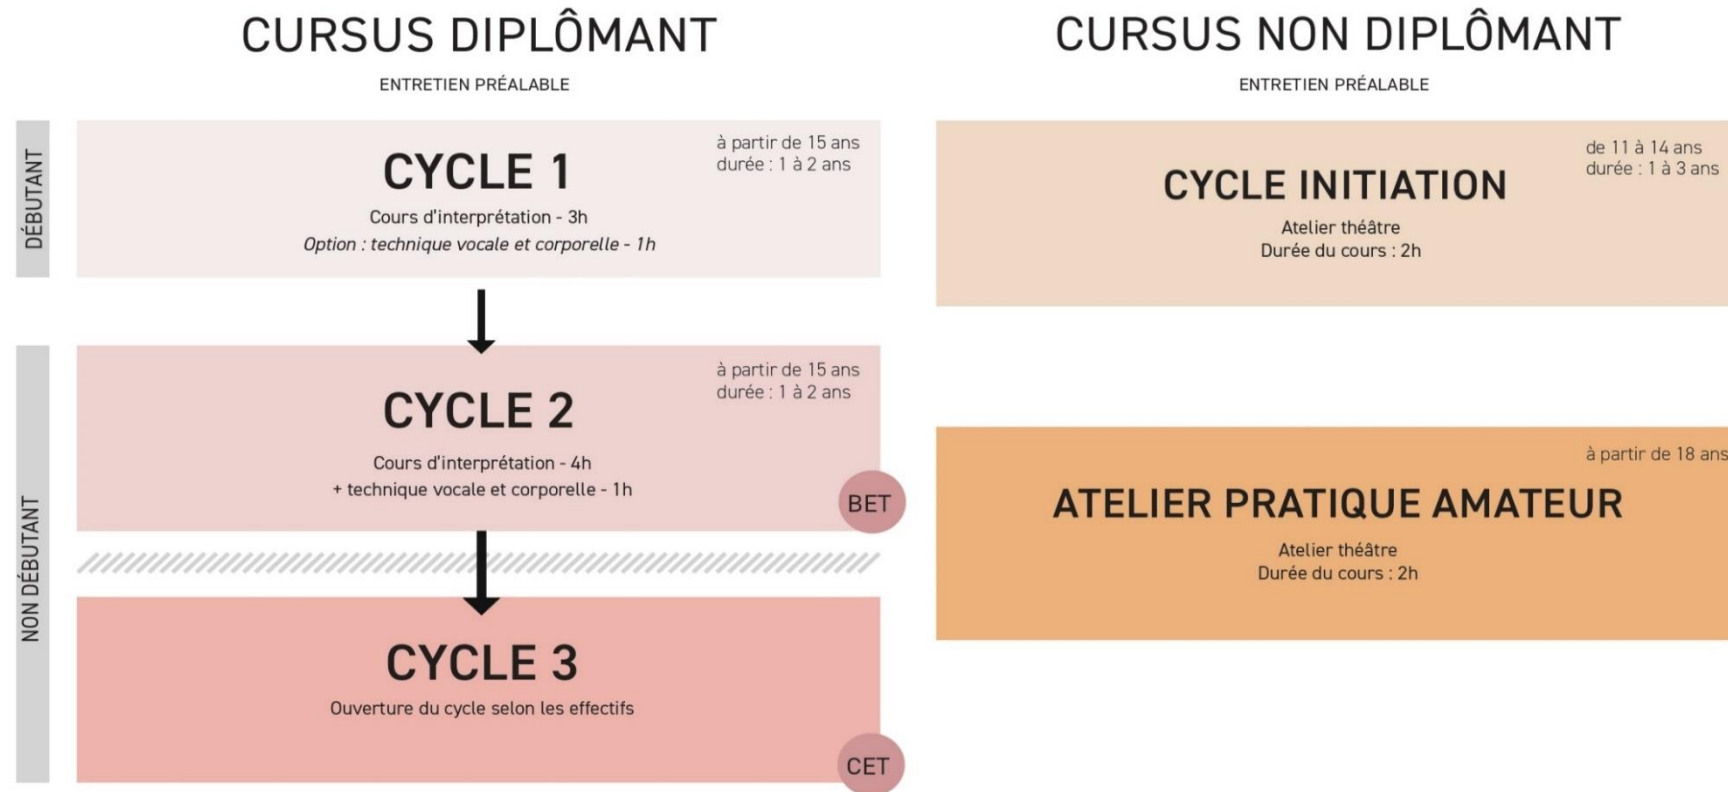 CURSUS DIPLÔMANT
ENTRETIEN PRÉALABLE
DÉBUTANT
CYCLE 1
à partir de 15 ans
durée : 1 à 2 ans
Cours d'interprétation - 3h
Option : technique vocale et corporelle - 1h
NON DÉBUTANT
CYCLE 2
à partir de 15 ans
durée : 1 à 2 ans
Cours d'interprétation - 4h
+ technique vocale et corporelle - 1h
BET
CYCLE 3
Ouverture du cycle selon les effectifs
CET
CURSUS NON DIPLÔMANT
ENTRETIEN PRÉALABLE
de 11 à 14 ans
durée : 1 à 3 ans
CYCLE INITIATION
Atelier théâtre
Durée du cours : 2h
à partir de 18 ans
ATELIER PRATIQUE AMATEUR
Atelier théâtre
Durée du cours : 2h